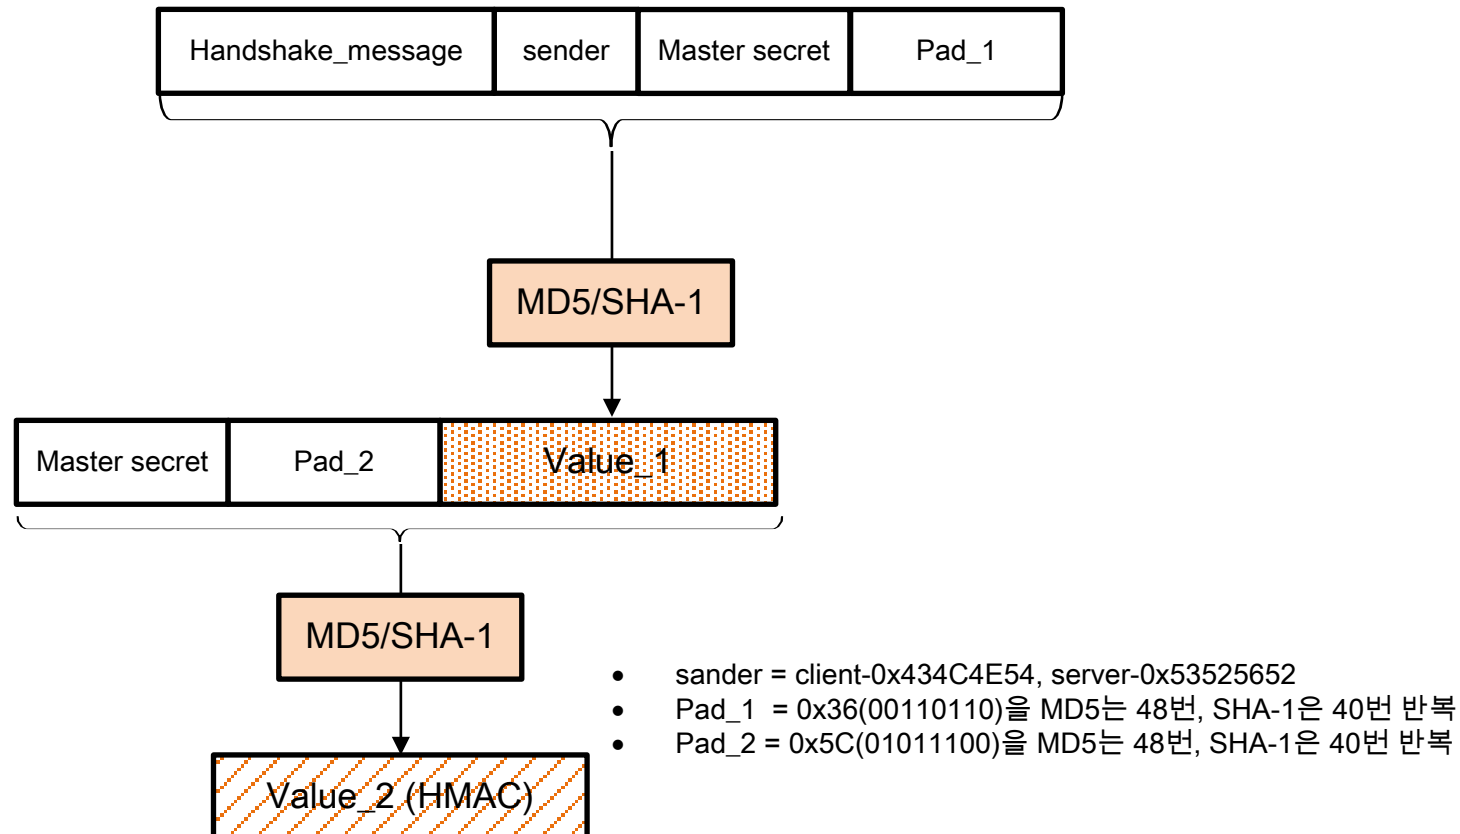 Handshake_message sender Master secret Pad_1
MD5/SHA-1
Master secret Pad_2 Value_1
MD5/SHA-1
• sander = client-0x434C4E54, server-0x53525652
• Pad_1 = 0x36(00110110)을 MD5는 48번, SHA-1은 40번 반복
• Pad_2 = 0x5C(01011100)을 MD5는 48번, SHA-1은 40번 반복
Value_2 (HMAC)